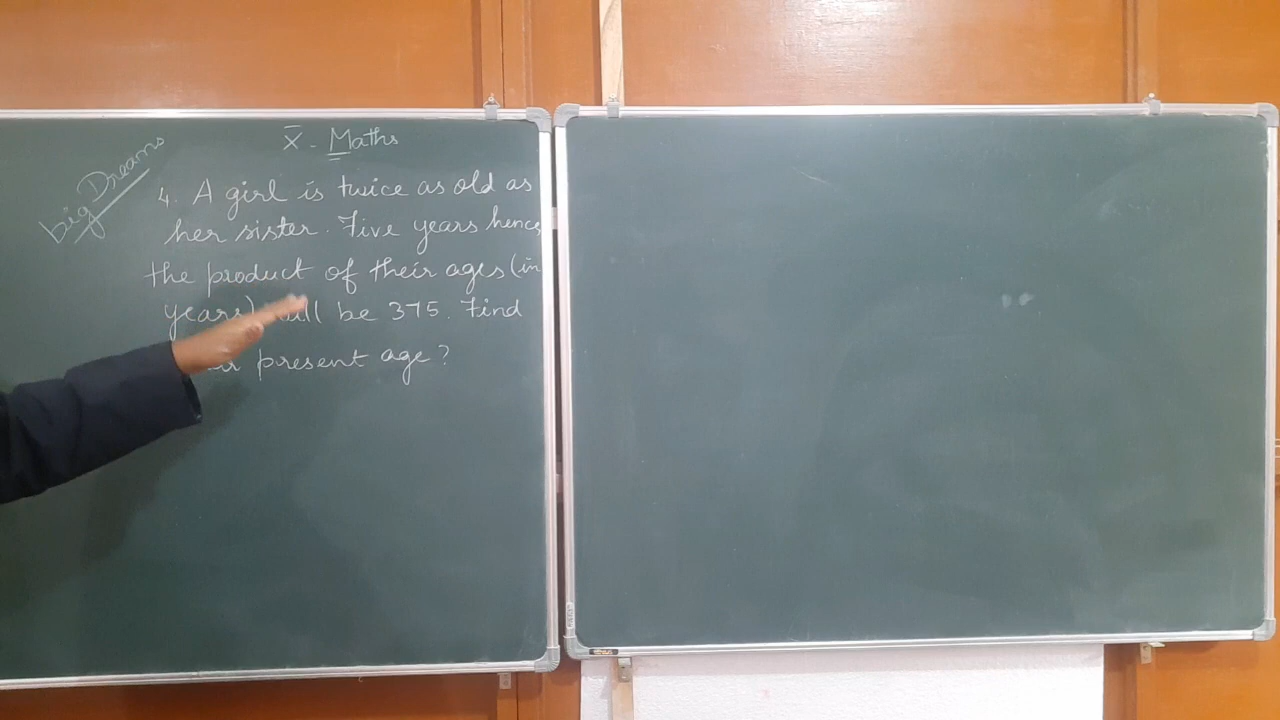 big Dreams
X - Maths
4. A girl is twice as old as
her sister. Five years hence
the product of their ages (in
years) will be 375. Find
present age?